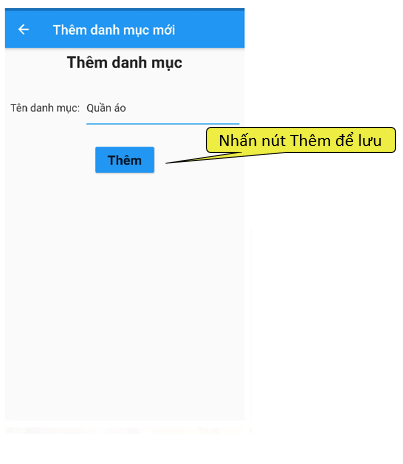 Thêm danh mục mới
Thêm danh mục
Tên danh mục: Quần áo
Nhấn nút Thêm để lưu
Thêm